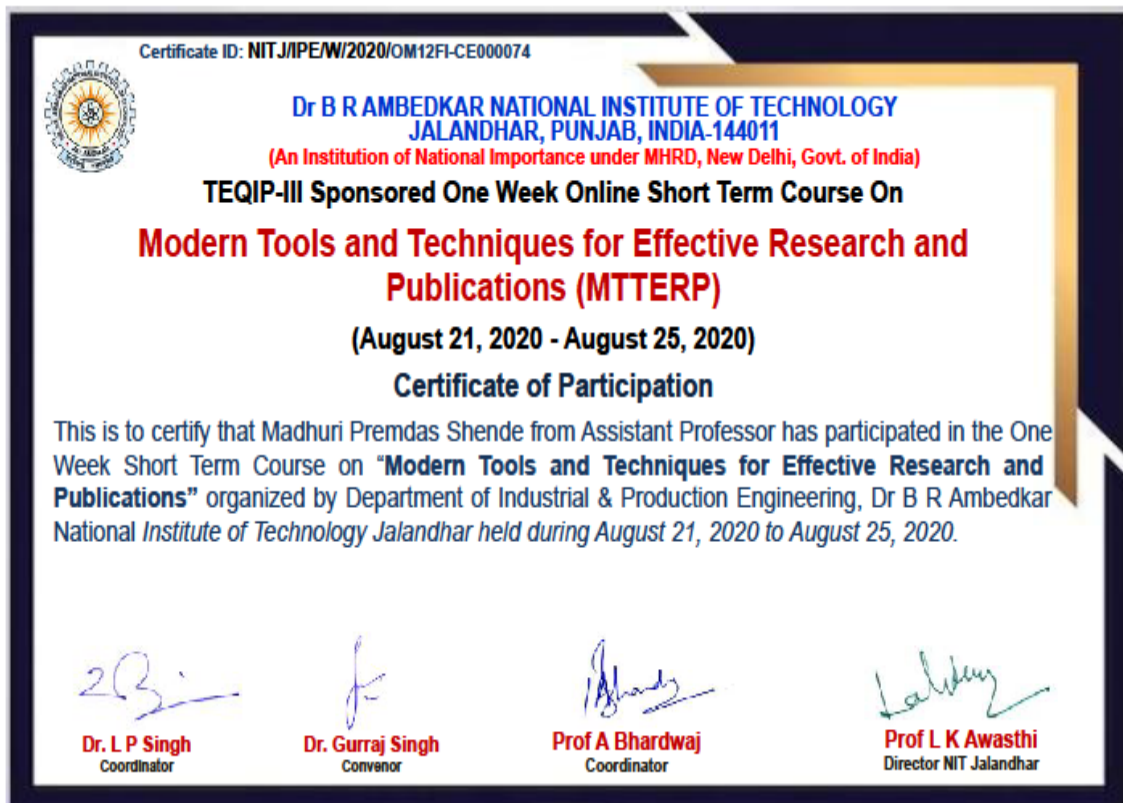 Certificate ID: NITJ/IPE/W/2020/OM12FI-CE000074
Dr B R AMBEDKAR NATIONAL INSTITUTE OF TECHNOLOGY
JALANDHAR, PUNJAB, INDIA-144011
(An Institution of National Importance under MHRD, New Delhi, Govt. of India)
TEQIP-III Sponsored One Week Online Short Term Course On
Modern Tools and Techniques for Effective Research and
Publications (MTTERP)
(August 21, 2020 - August 25, 2020)
Certificate of Participation
This is to certify that Madhuri Premdas Shende from Assistant Professor has participated in the One
Week Short Term Course on “Modern Tools and Techniques for Effective Research and
Publications” organized by Department of Industrial & Production Engineering, Dr B R Ambedkar
National Institute of Technology Jalandhar held during August 21, 2020 to August 25, 2020.
Dr. L P Singh
Coordinator
Dr. Gurraj Singh
Convenor
Prof A Bhardwaj
Coordinator
Prof L K Awasthi
Director NIT Jalandhar